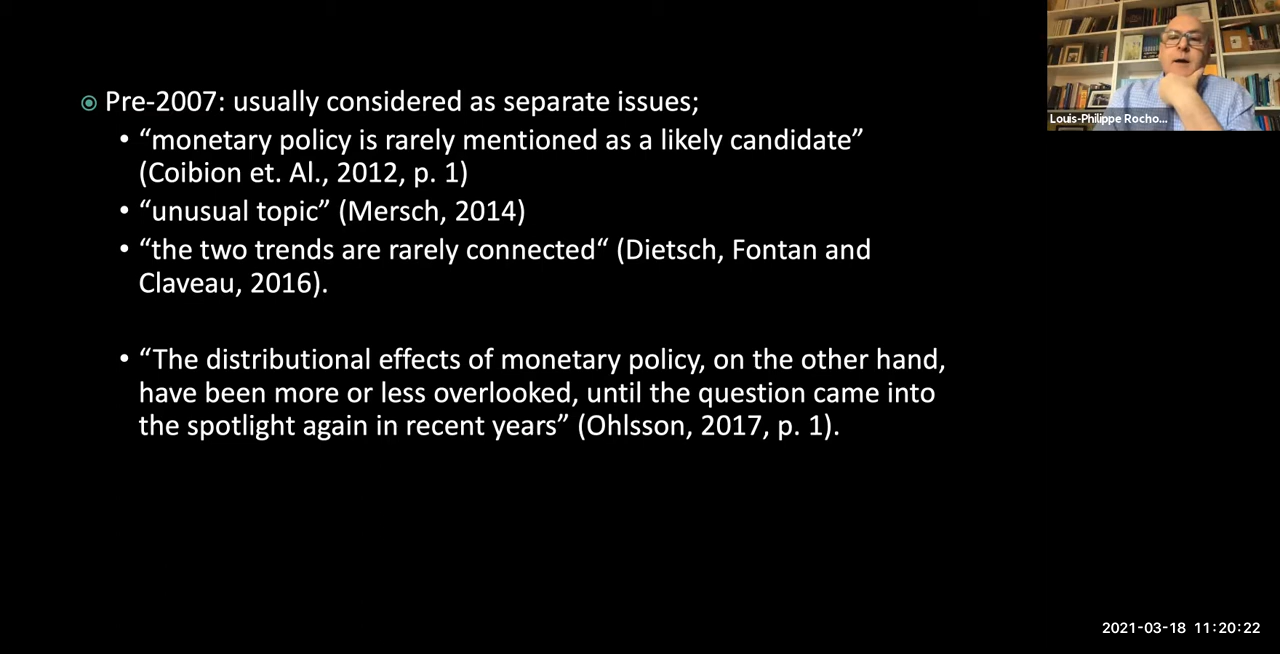 Pre-2007: usually considered as separate issues;
• “monetary policy is rarely mentioned as a likely candidate”
(Coibion et. Al., 2012, p. 1)
• “unusual topic” (Mersch, 2014)
• “the two trends are rarely connected“ (Dietsch, Fontan and
Claveau, 2016).
• “The distributional effects of monetary policy, on the other hand,
have been more or less overlooked, until the question came into
the spotlight again in recent years” (Ohlsson, 2017, p. 1).
Louis-Philippe Rocho...
2021-03-18 11:20:22